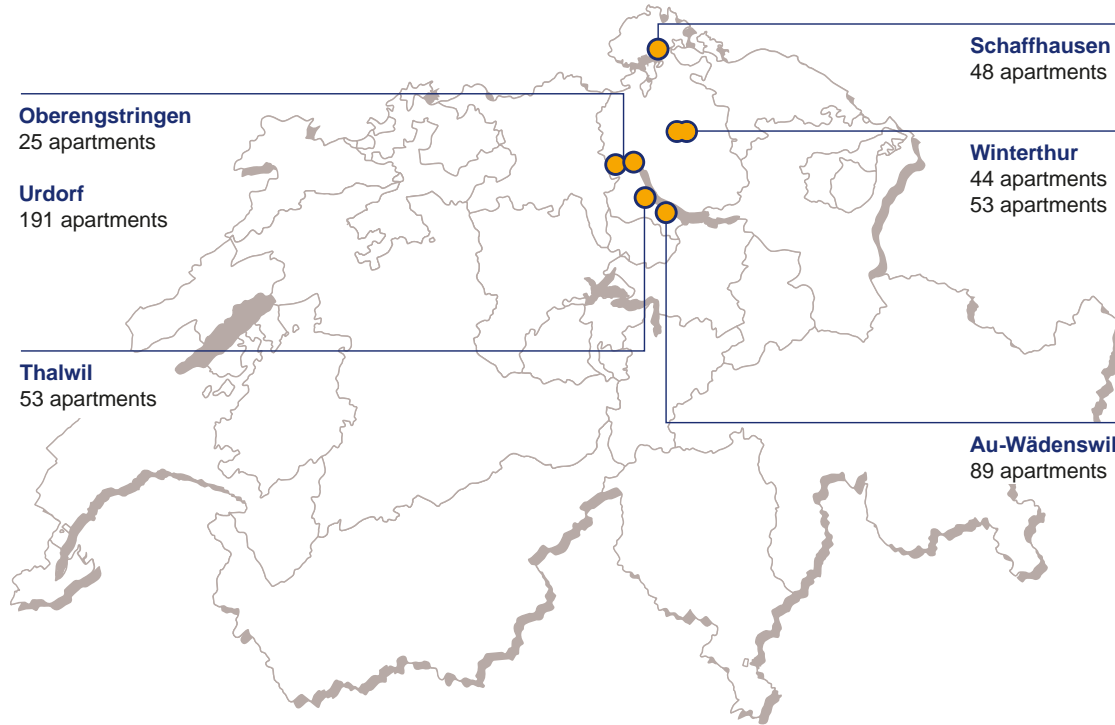 Schaffhausen
48 apartments
Oberengstringen
25 apartments
Urdorf
191 apartments
Winterthur
44 apartments
53 apartments
Thalwil
53 apartments
Au-Wädenswil
89 apartments